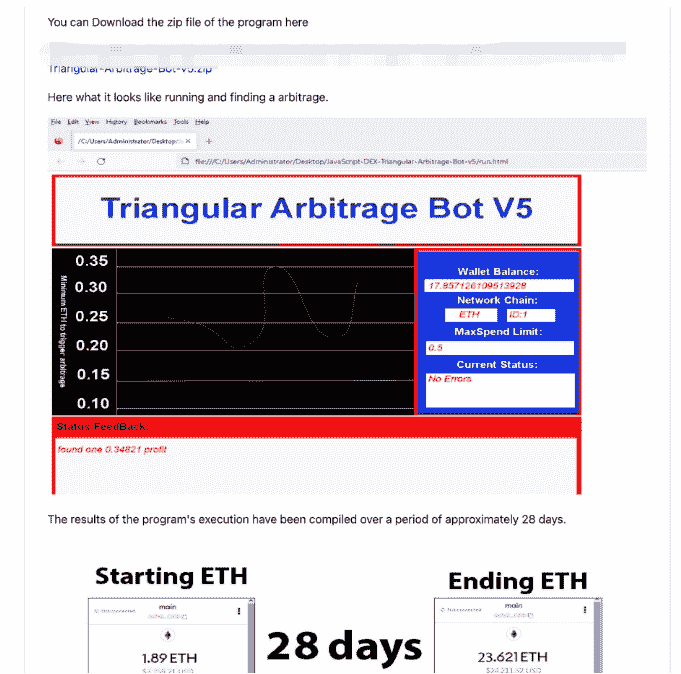 You can Download the zip file of the program here
Triangular-Arbitrage-Bot-V5.zip
Here what it looks like running and finding a arbitrage.
File Edit View History Bookmarks Tools Help
/C:/Users/Administrator/Desktop/
file:///C:/Users/Administrator/Desktop/JavaScript-DEX-Triangular-Arbitrage-Bot-v5/run.html
Triangular Arbitrage Bot V5
0.35
0.30
0.25
0.20
0.15
0.10
Minimum ETH to trigger arbitrage
Wallet Balance:
17.857126109513928
Network Chain:
ETH ID:1
MaxSpend Limit:
0.5
Current Status:
No Errors
Status FeedBack:
found one 0.34821 profit
The results of the program's execution have been compiled over a period of approximately 28 days.
Starting ETH
main
1.89 ETH
28 days
Ending ETH
main
23.621 ETH